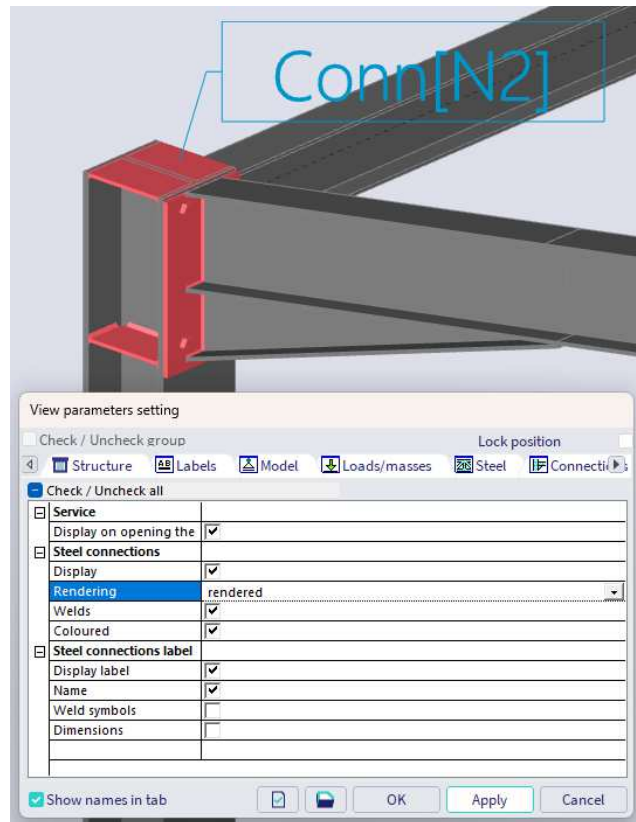 Conn[N2]
View parameters setting
Check / Uncheck group Lock position
Structure Labels Model Loads/masses Steel Connecti
Check / Uncheck all
Service
Display on opening the
Steel connections
Display
Rendering rendered
Welds
Coloured
Steel connections label
Display label
Name
Weld symbols
Dimensions
Show names in tab OK Apply Cancel